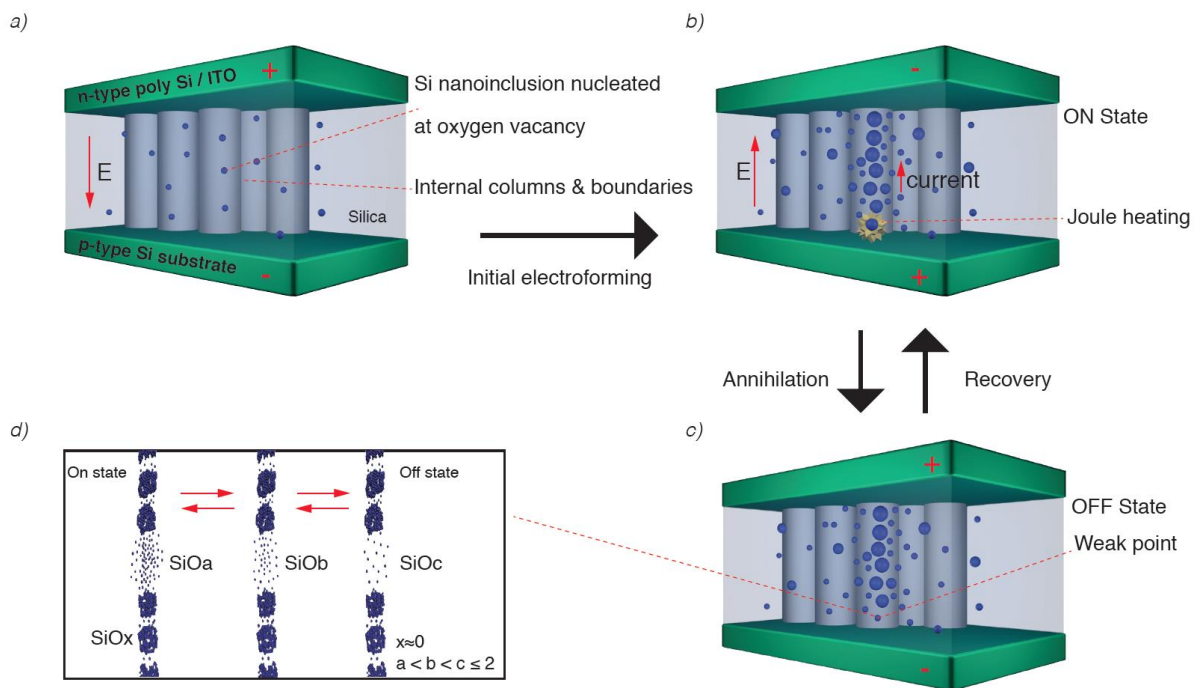 a)
n-type poly Si / ITO
+
E
p-type Si substrate
-
Silica
Si nanoinclusion nucleated
at oxygen vacancy
Internal columns & boundaries
Initial electroforming
b)
-
ON State
E
current
Joule heating
+
Annihilation
Recovery
c)
+
OFF State
Weak point
-
d)
On state
Off state
SiOa
SiOb
SiOc
SiOx
x≈0
a < b < c ≤ 2